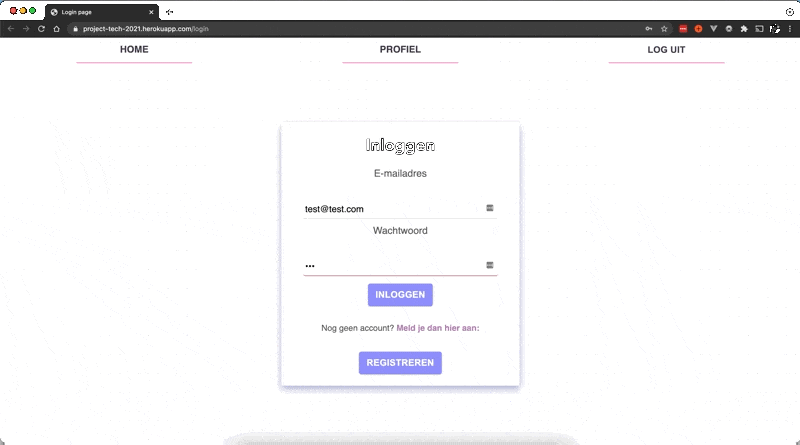 Login page
project-tech-2021.herokuapp.com/login
HOME
PROFIEL
LOG UIT
Inloggen
E-mailadres
test@test.com
Wachtwoord
•••
INLOGGEN
Nog geen account? Meld je dan hier aan:
REGISTREREN